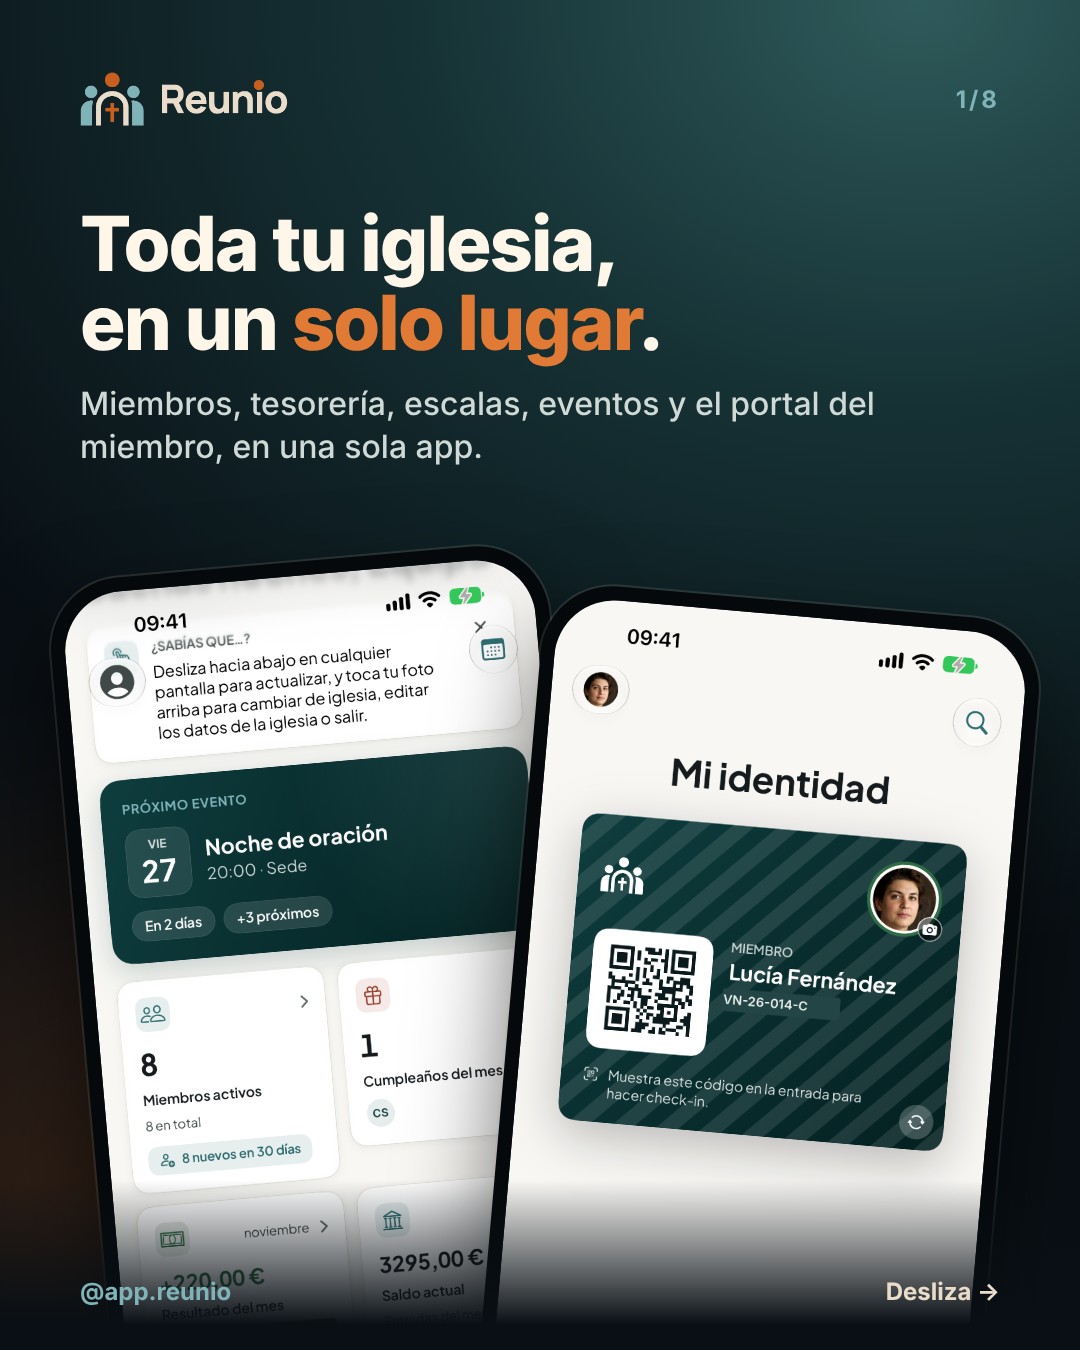 Reunio
1/8
Toda tu iglesia,
en un solo lugar.
Miembros, tesorería, escalas, eventos y el portal del
miembro, en una sola app.
09:41
¿SABÍAS QUE...?
Desliza hacia abajo en cualquier
pantalla para actualizar, y toca tu foto
arriba para cambiar de iglesia, editar
los datos de la iglesia o salir.
PRÓXIMO EVENTO
VIE
27
Noche de oración
20:00 · Sede
En 2 días
+3 próximos
8
Miembros activos
8 en total
8 nuevos en 30 días
1
Cumpleaños del mes
CS
noviembre
+220,00 €
Resultado del mes
3295,00 €
Saldo actual
09:41
Mi identidad
MIEMBRO
Lucía Fernández
VN-26-014-C
Muestra este código en la entrada para
hacer check-in.
@app.reunio
Desliza →